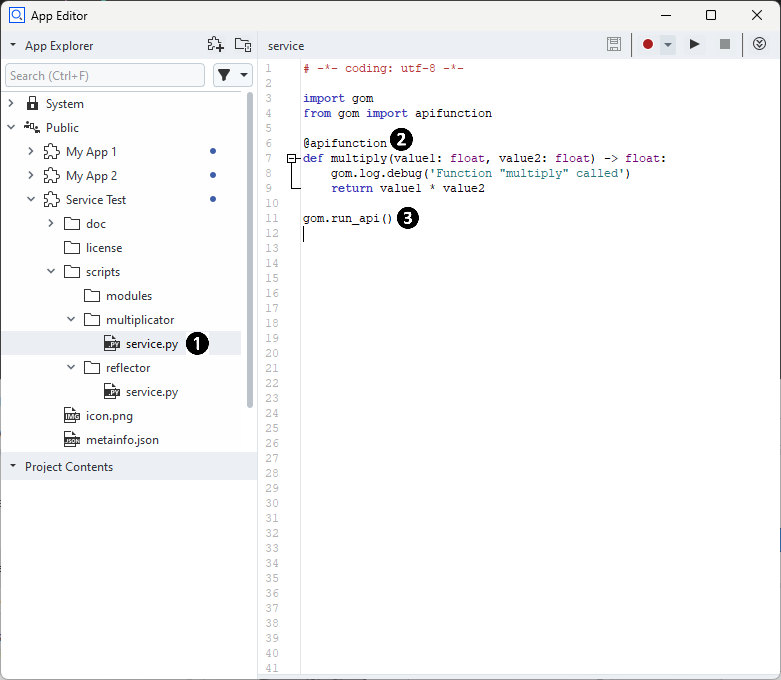 App Editor
App Explorer
service
Search (Ctrl+F)
System
Public
My App 1
My App 2
Service Test
doc
license
scripts
modules
multiplicator
service.py 1
reflector
service.py
IMG icon.png
JSON metainfo.json
Project Contents
1 # -*- coding: utf-8 -*-
2
3 import gom
4 from gom import apifunction
5
6 @apifunction 2
7 def multiply(value1: float, value2: float) -> float:
8 gom.log.debug('Function "multiply" called')
9 return value1 * value2
10
11 gom.run_api() 3
12
13
14
15
16
17
18
19
20
21
22
23
24
25
26
27
28
29
30
31
32
33
34
35
36
37
38
39
40
41